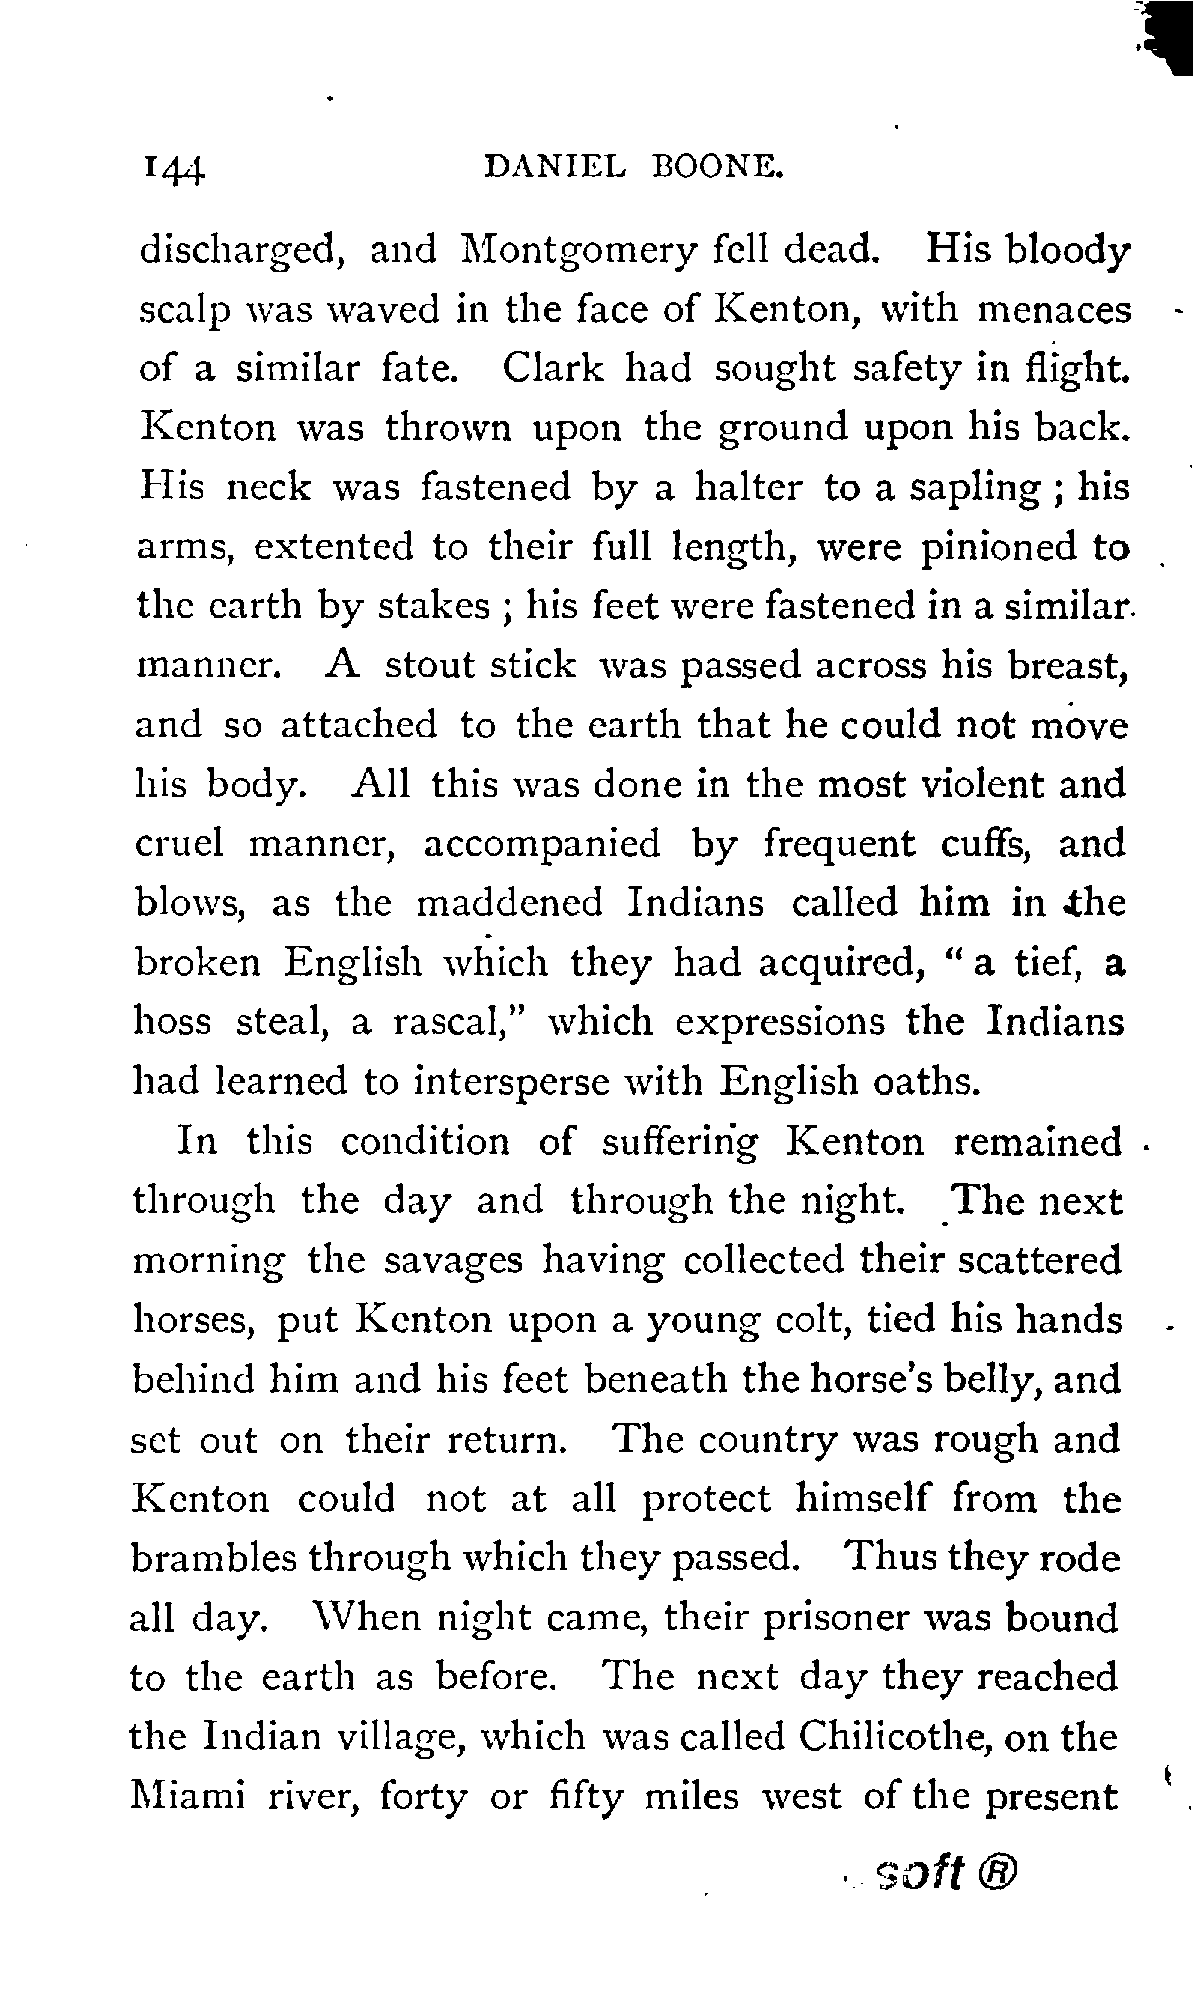 144 DANIEL BOONE.
discharged, and Montgomery fell dead. His bloody
scalp was waved in the face of Kenton, with menaces
of a similar fate. Clark had sought safety in flight.
Kenton was thrown upon the ground upon his back.
His neck was fastened by a halter to a sapling ; his
arms, extented to their full length, were pinioned to
the earth by stakes ; his feet were fastened in a similar
manner. A stout stick was passed across his breast,
and so attached to the earth that he could not move
his body. All this was done in the most violent and
cruel manner, accompanied by frequent cuffs, and
blows, as the maddened Indians called him in the
broken English which they had acquired, " a tief, a
hoss steal, a rascal," which expressions the Indians
had learned to intersperse with English oaths.
In this condition of suffering Kenton remained
through the day and through the night. The next
morning the savages having collected their scattered
horses, put Kenton upon a young colt, tied his hands
behind him and his feet beneath the horse's belly, and
set out on their return. The country was rough and
Kenton could not at all protect himself from the
brambles through which they passed. Thus they rode
all day. When night came, their prisoner was bound
to the earth as before. The next day they reached
the Indian village, which was called Chilicothe, on the
Miami river, forty or fifty miles west of the present
soft ®